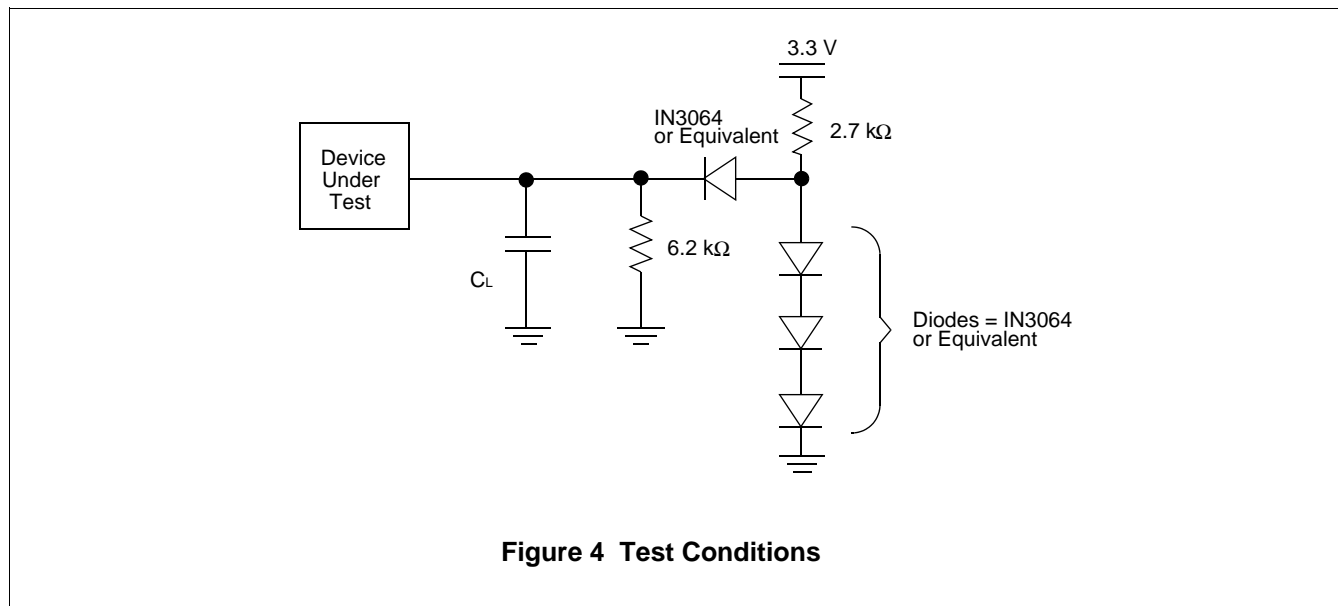 3.3 V
IN3064
or Equivalent
2.7 kΩ
Device
Under
Test
6.2 kΩ
CL
Diodes = IN3064
or Equivalent
Figure 4 Test Conditions